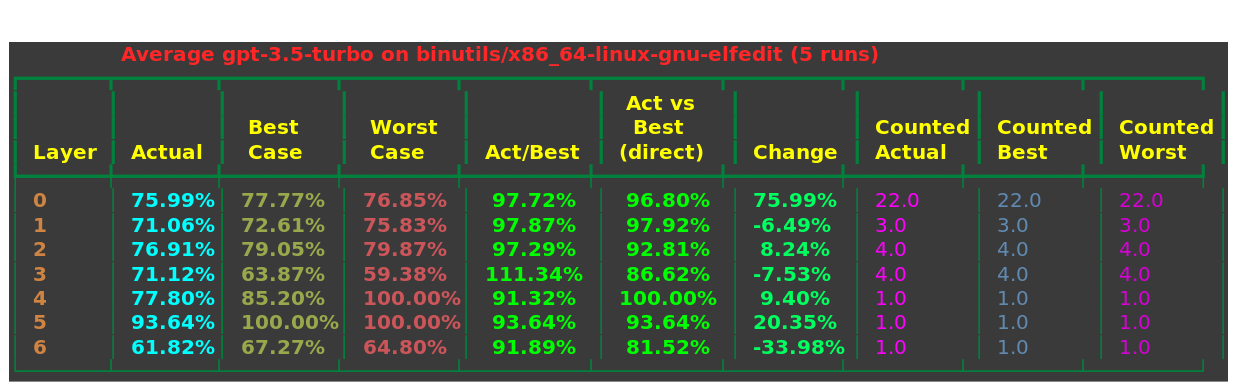 Average gpt-3.5-turbo on binutils/x86_64-linux-gnu-elfedit (5 runs)
Act vs
Best Worst Best Counted Counted Counted
Layer Actual Case Case Act/Best (direct) Change Actual Best Worst
0 75.99% 77.77% 76.85% 97.72% 96.80% 75.99% 22.0 22.0 22.0
1 71.06% 72.61% 75.83% 97.87% 97.92% -6.49% 3.0 3.0 3.0
2 76.91% 79.05% 79.87% 97.29% 92.81% 8.24% 4.0 4.0 4.0
3 71.12% 63.87% 59.38% 111.34% 86.62% -7.53% 4.0 4.0 4.0
4 77.80% 85.20% 100.00% 91.32% 100.00% 9.40% 1.0 1.0 1.0
5 93.64% 100.00% 100.00% 93.64% 93.64% 20.35% 1.0 1.0 1.0
6 61.82% 67.27% 64.80% 91.89% 81.52% -33.98% 1.0 1.0 1.0